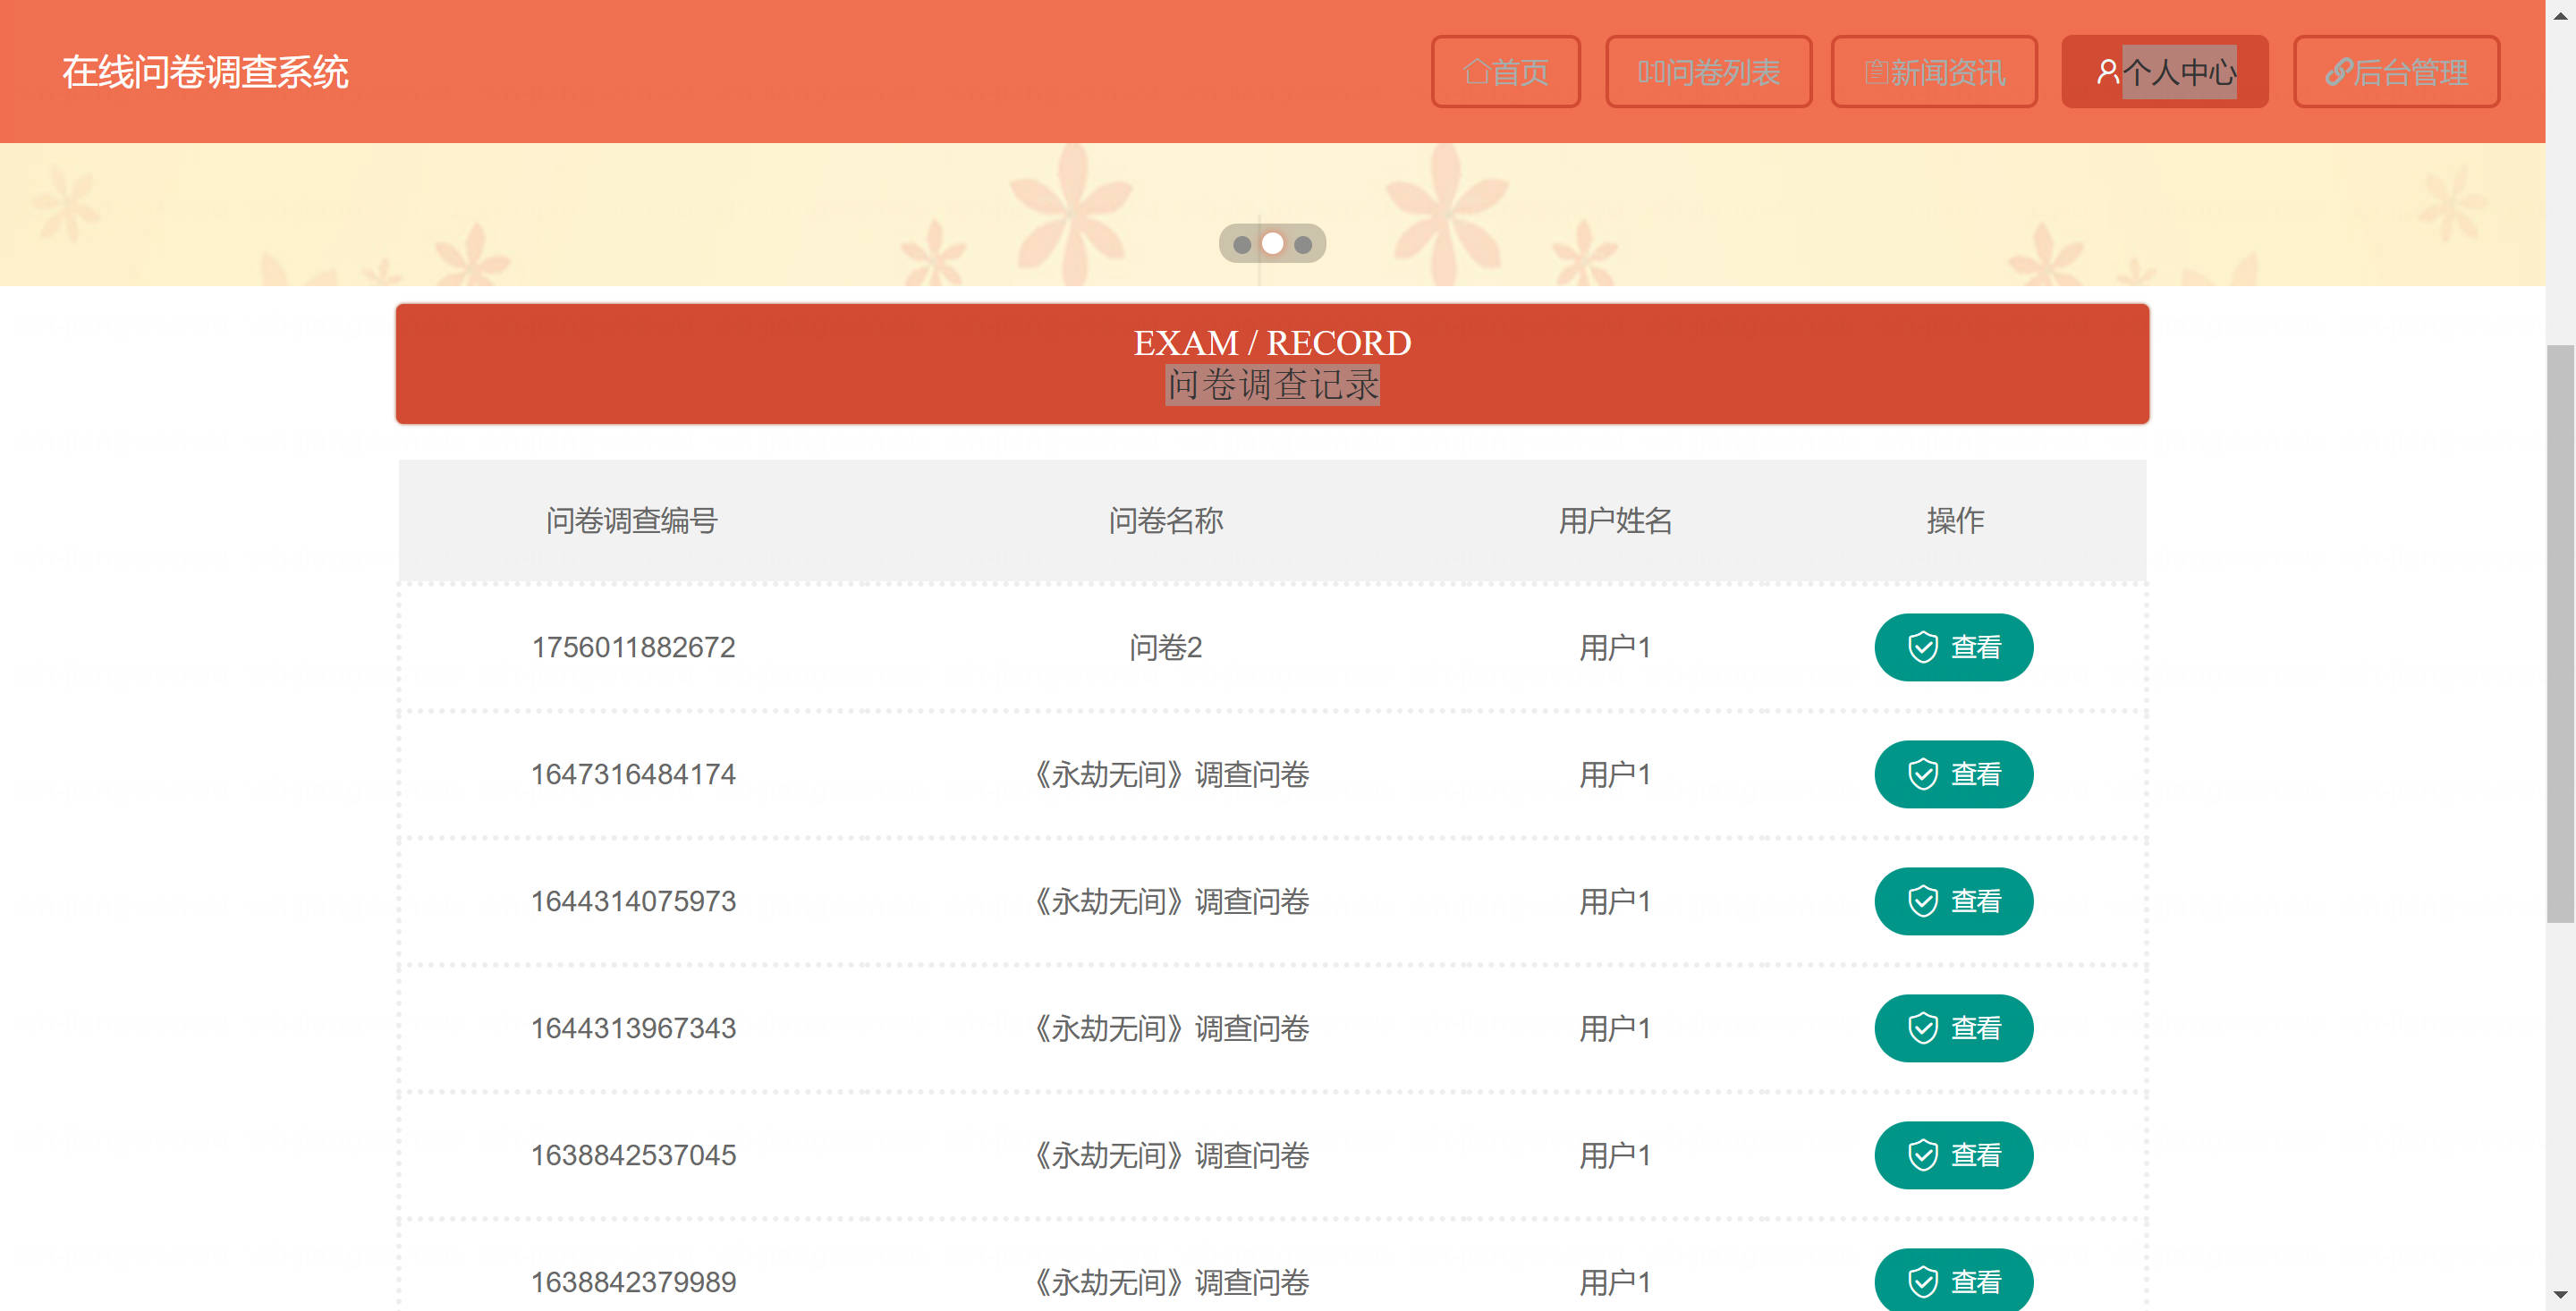 在线问卷调查系统
首页 问卷列表 新闻资讯 个人中心 后台管理
EXAM / RECORD
问卷调查记录
问卷调查编号 问卷名称 用户姓名 操作
1756011882672 问卷2 用户1 查看
1647316484174 《永劫无间》调查问卷 用户1 查看
1644314075973 《永劫无间》调查问卷 用户1 查看
1644313967343 《永劫无间》调查问卷 用户1 查看
1638842537045 《永劫无间》调查问卷 用户1 查看
1638842379989 《永劫无间》调查问卷 用户1 查看